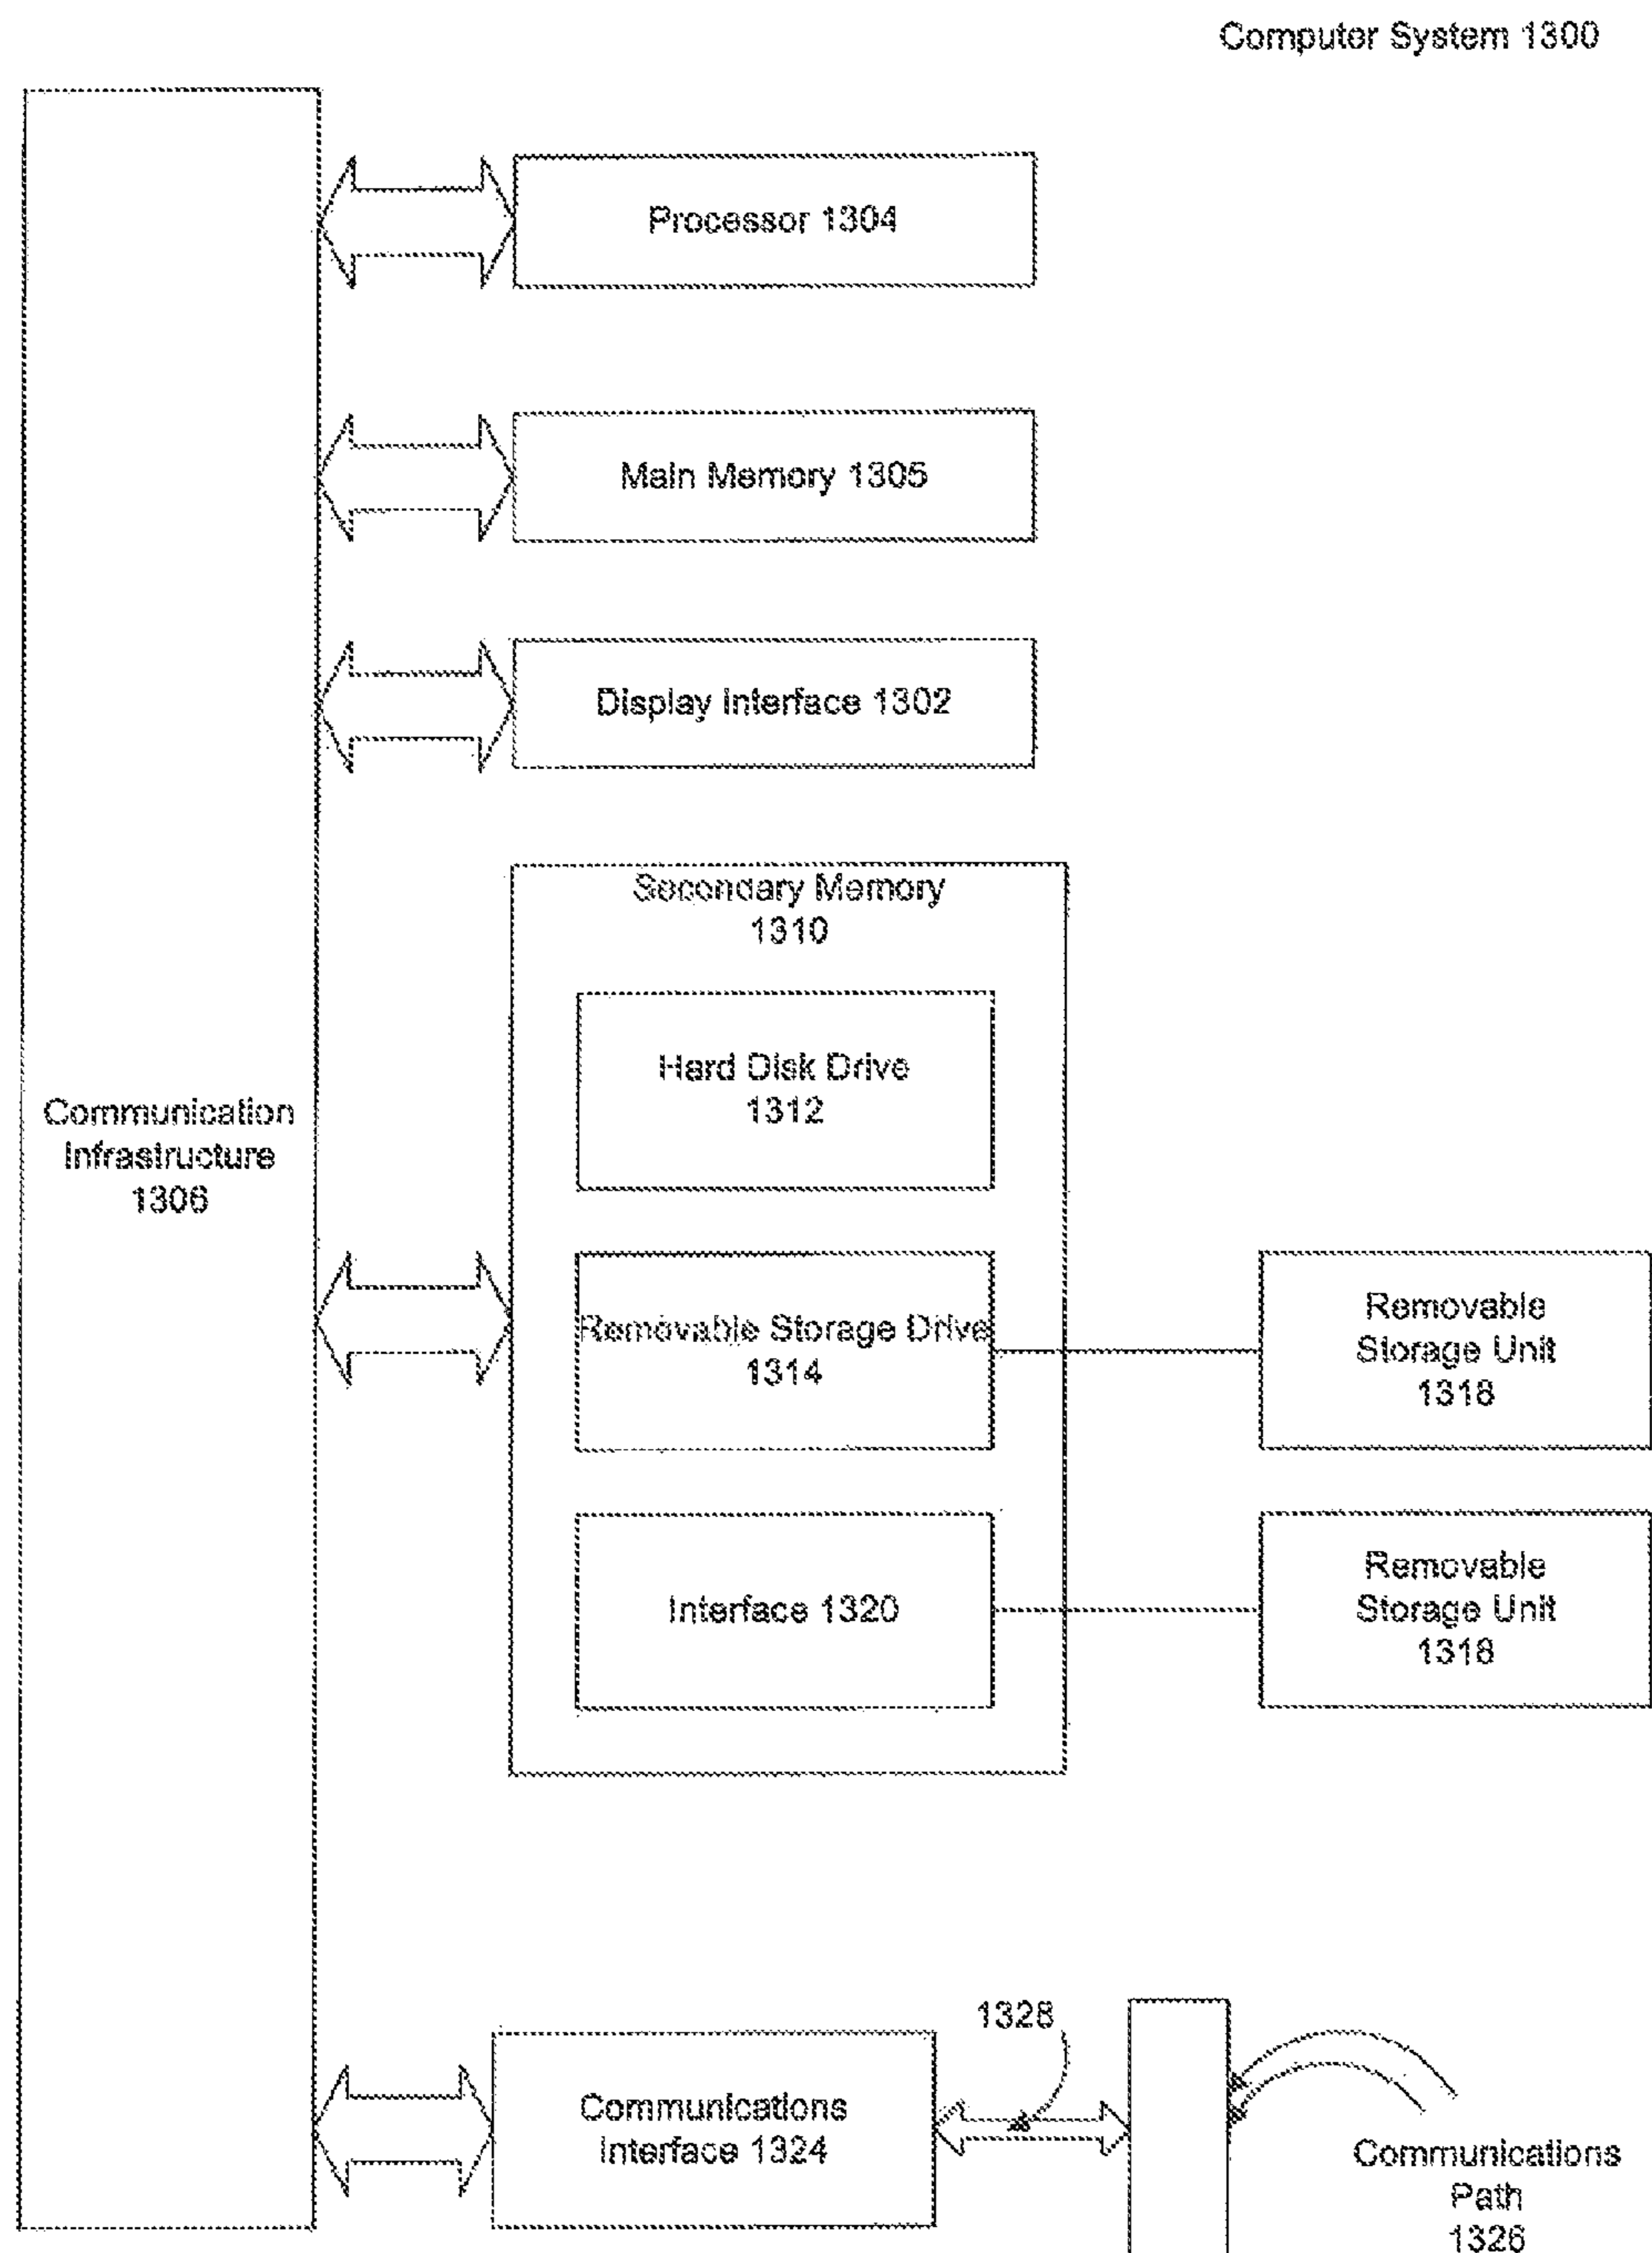 Computer System 1300
Processor 1304
Main Memory 1305
Display Interface 1302
Secondary Memory
1310
Hard Disk Drive
1312
Communication
Infrastructure
1306
Removable Storage Drive
1314
Removable
Storage Unit
1318
Interface 1320
Removable
Storage Unit
1318
1328
Communications
Interface 1324
Communications
Path
1326